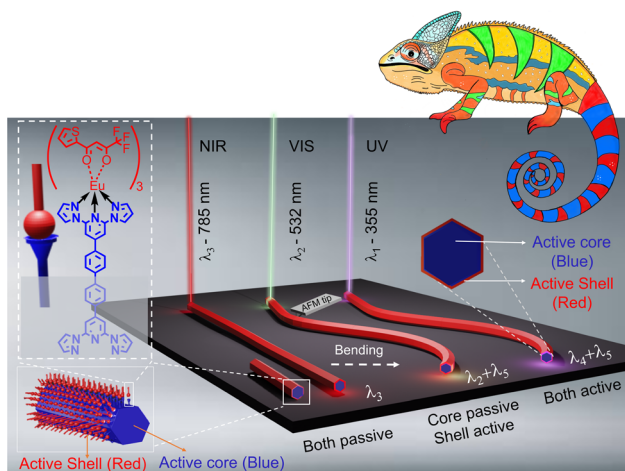 S
F
F
F
O
O
Eu
3
N
N
N
N
N
N
N
N
N
N
NIR
VIS
UV
λ3 - 785 nm
λ2 - 532 nm
λ1 - 355 nm
AFM tip
Bending
Active core
(Blue)
Active Shell
(Red)
λ3
λ2+λ5
λ4+λ5
Both passive
Core passive
Shell active
Both active
Active Shell (Red)
Active core (Blue)